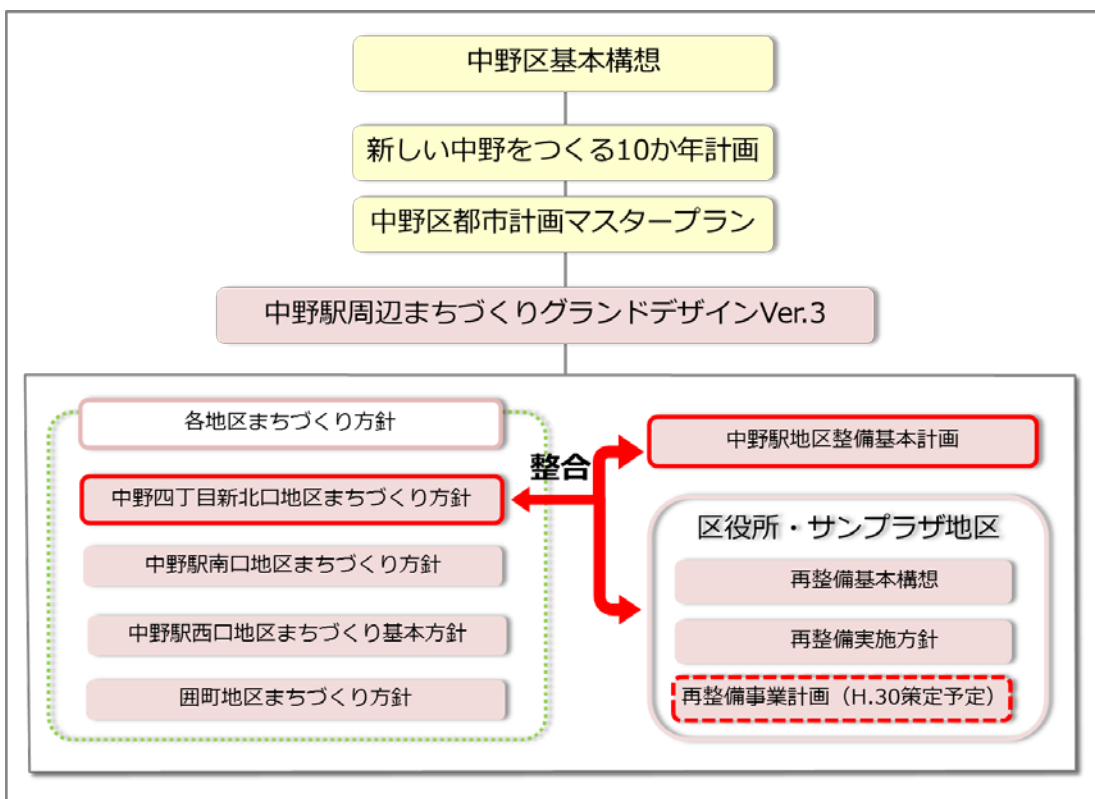 中野区基本構想
新しい中野をつくる10か年計画
中野区都市計画マスタープラン
中野駅周辺まちづくりグランドデザインVer.3
各地区まちづくり方針
中野四丁目新北口地区まちづくり方針
中野駅南口地区まちづくり方針
中野駅西口地区まちづくり基本方針
囲町地区まちづくり方針
整合
中野駅地区整備基本計画
区役所・サンプラザ地区
再整備基本構想
再整備実施方針
再整備事業計画（H.30策定予定）